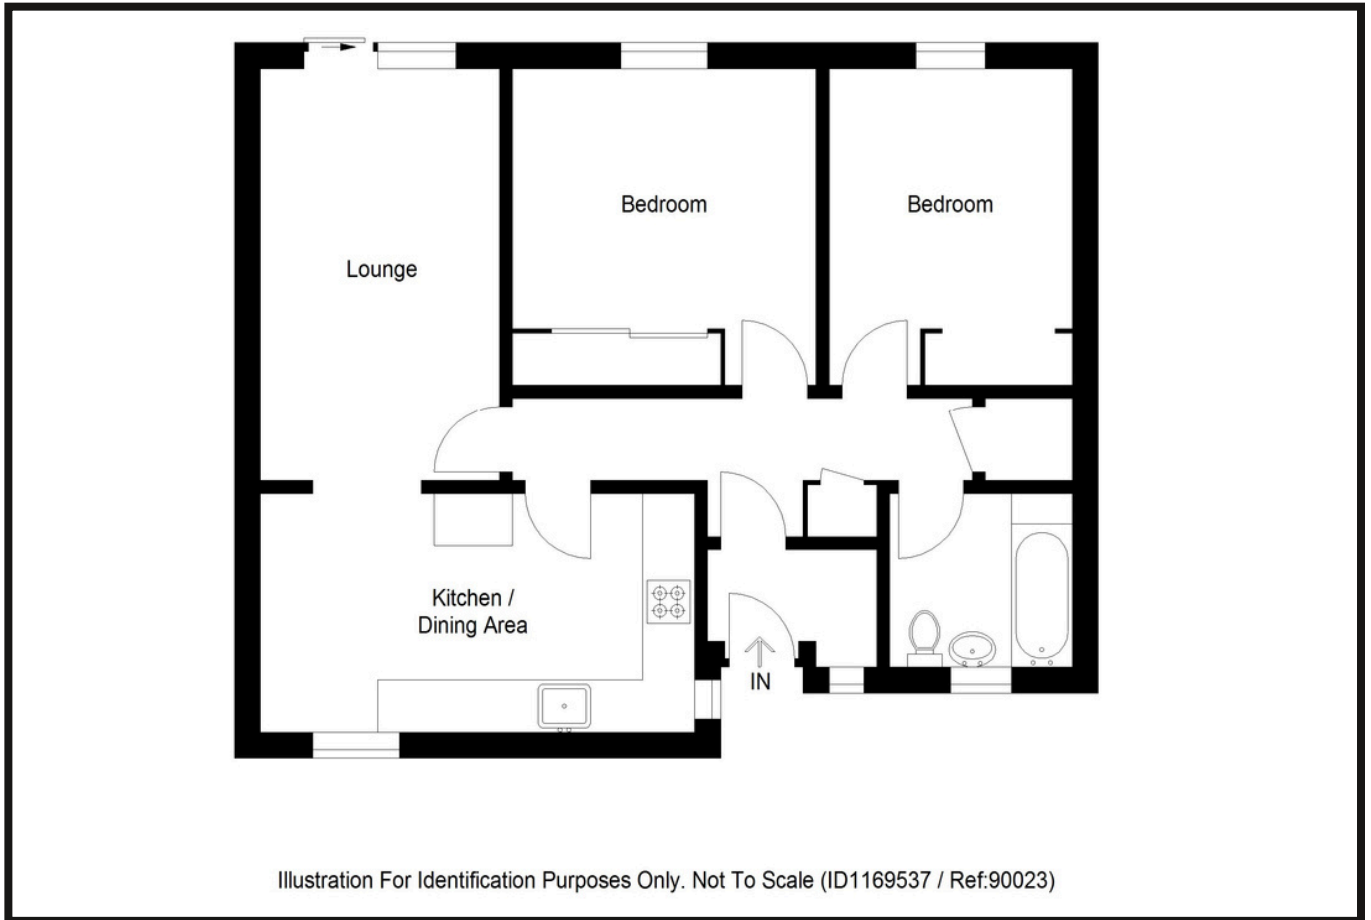 Bedroom
Bedroom
Lounge
Kitchen /
Dining Area
IN
Illustration For Identification Purposes Only. Not To Scale (ID1169537 / Ref:90023)